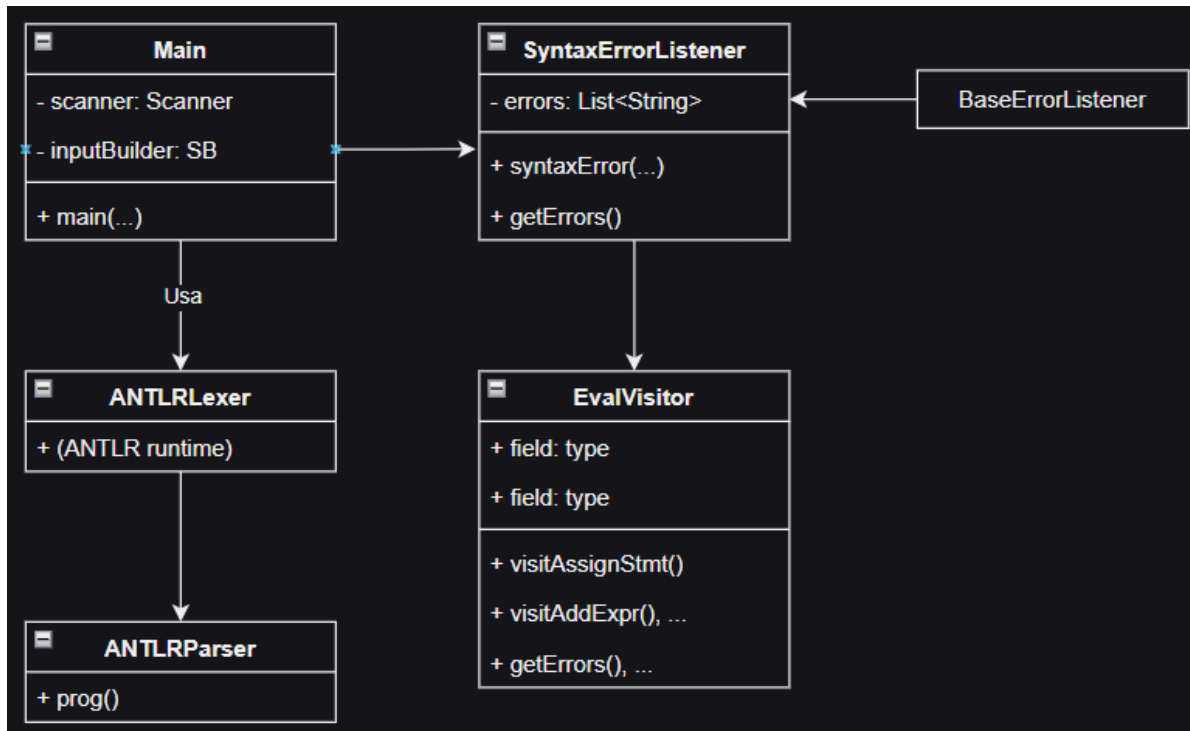 Main
- scanner: Scanner
- inputBuilder: SB
+ main(...)
SyntaxErrorListener
- errors: List<String>
+ syntaxError(...)
+ getErrors()
BaseErrorListener
Usa
ANTLRLexer
+ (ANTLR runtime)
EvalVisitor
+ field: type
+ field: type
+ visitAssignStmt()
+ visitAddExpr(), ...
+ getErrors(), ...
ANTLRParser
+ prog()